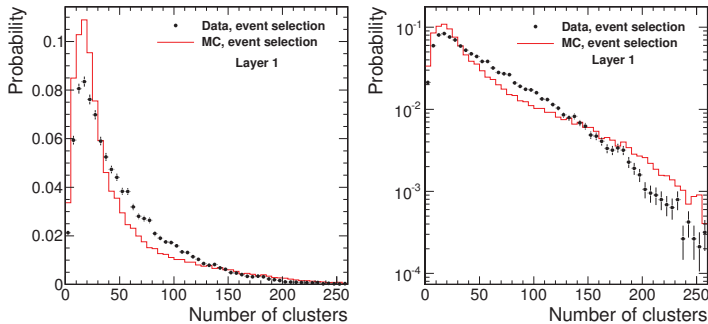 Probability
0.1
0.08
0.06
0.04
0.02
0
Data, event selection
MC, event selection
Layer 1
0 50 100 150 200 250
Number of clusters
Probability
10⁻¹
10⁻²
10⁻³
10⁻⁴
Data, event selection
MC, event selection
Layer 1
0 50 100 150 200 250
Number of clusters